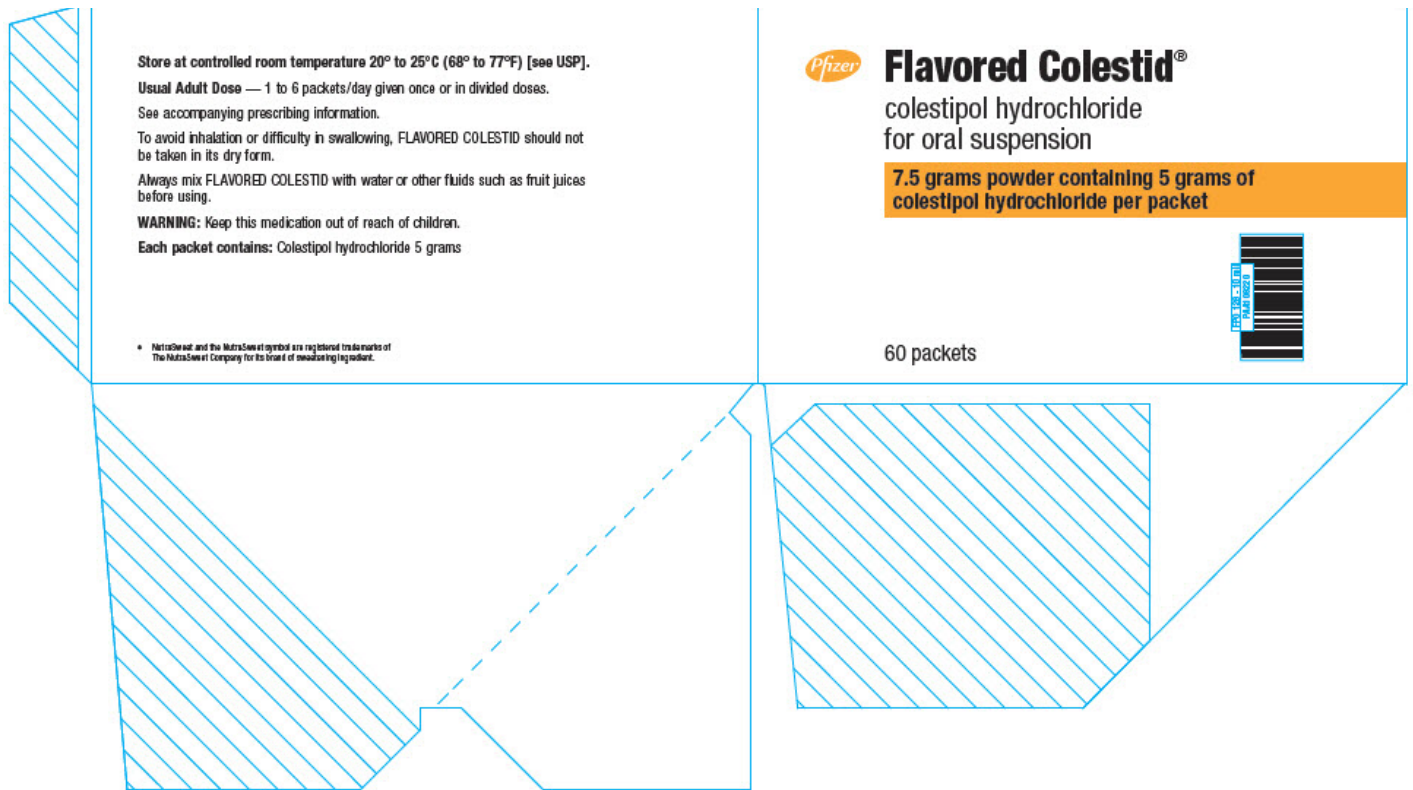 Store at controlled room temperature 20° to 25°C (68° to 77°F) [see USP].
Usual Adult Dose — 1 to 6 packets/day given once or in divided doses.
See accompanying prescribing information.
To avoid inhalation or difficulty in swallowing, FLAVORED COLESTID should not
be taken in its dry form.
Always mix FLAVORED COLESTID with water or other fluids such as fruit juices
before using.
WARNING: Keep this medication out of reach of children.
Each packet contains: Colestipol hydrochloride 5 grams
* NutraSweet and the NutraSweet symbol are registered trademarks of
The NutraSweet Company for its brand of sweetening ingredient.
Pfizer
Flavored Colestid®
colestipol hydrochloride
for oral suspension
7.5 grams powder containing 5 grams of
colestipol hydrochloride per packet
FPO 128 - 10 mil
60 packets